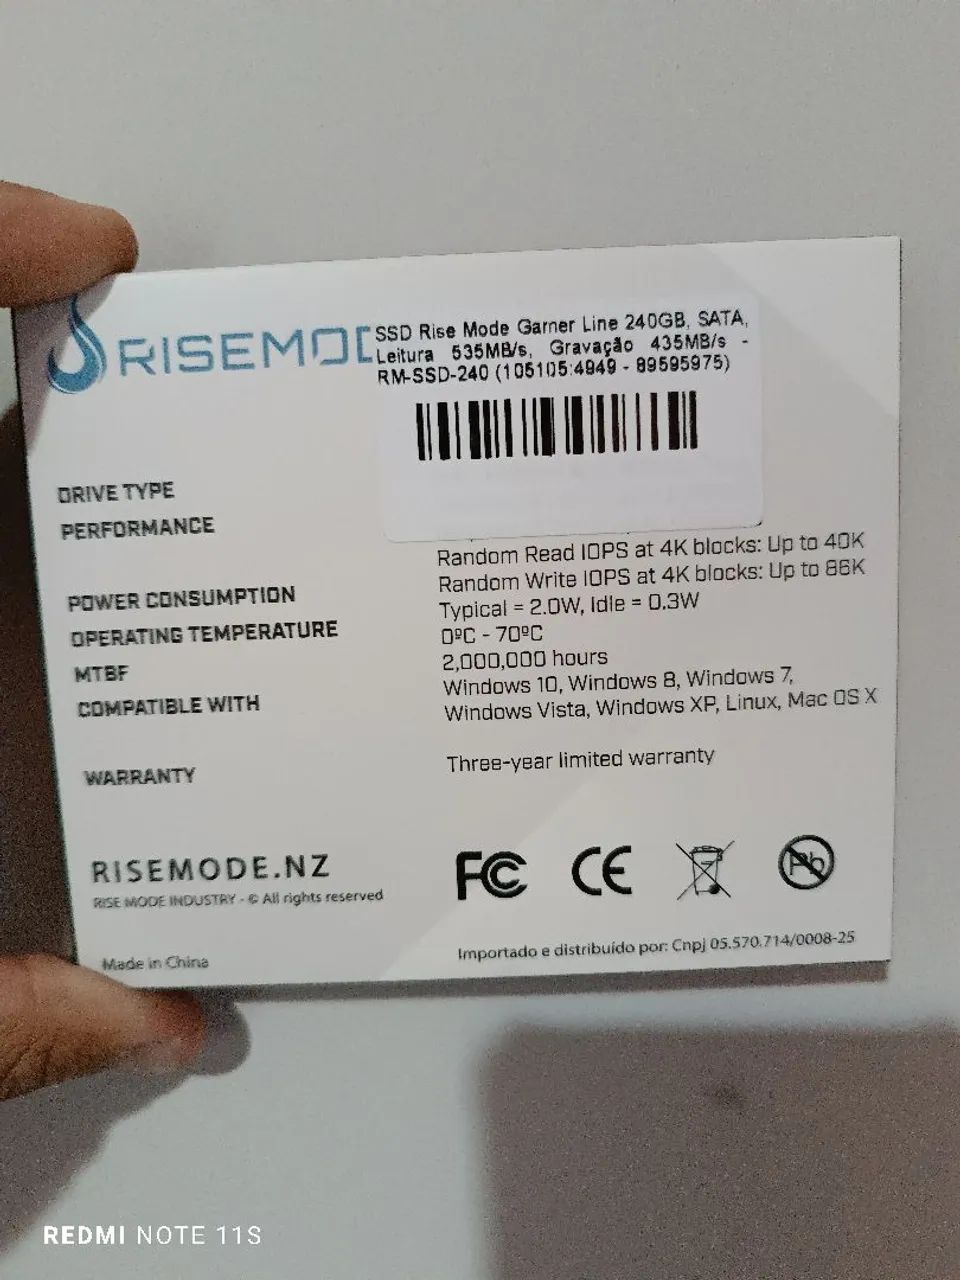 RISEMOD
SSD Rise Mode Garner Line 240GB, SATA,
Leitura 535MB/s, Gravação 435MB/s -
RM-SSD-240 (105105:4949 - 89595975)
DRIVE TYPE
PERFORMANCE
Random Read IOPS at 4K blocks: Up to 40K
Random Write IOPS at 4K blocks: Up to 86K
POWER CONSUMPTION Typical = 2.0W, Idle = 0.3W
OPERATING TEMPERATURE 0ºC - 70ºC
MTBF 2,000,000 hours
COMPATIBLE WITH Windows 10, Windows 8, Windows 7,
Windows Vista, Windows XP, Linux, Mac OS X
WARRANTY Three-year limited warranty
RISEMODE.NZ
RISE MODE INDUSTRY - © All rights reserved
FC CE Pb
Made in China
Importado e distribuído por: Cnpj 05.570.714/0008-25
REDMI NOTE 11S